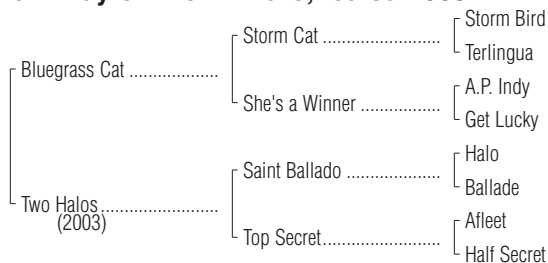 Storm Bird
Storm Cat ........................
Terlingua
Bluegrass Cat ........................
A.P. Indy
She's a Winner .....................
Get Lucky
Halo
Saint Ballado ........................
Ballade
Two Halos ...........................
(2003)
Afleet
Top Secret ...........................
Half Secret